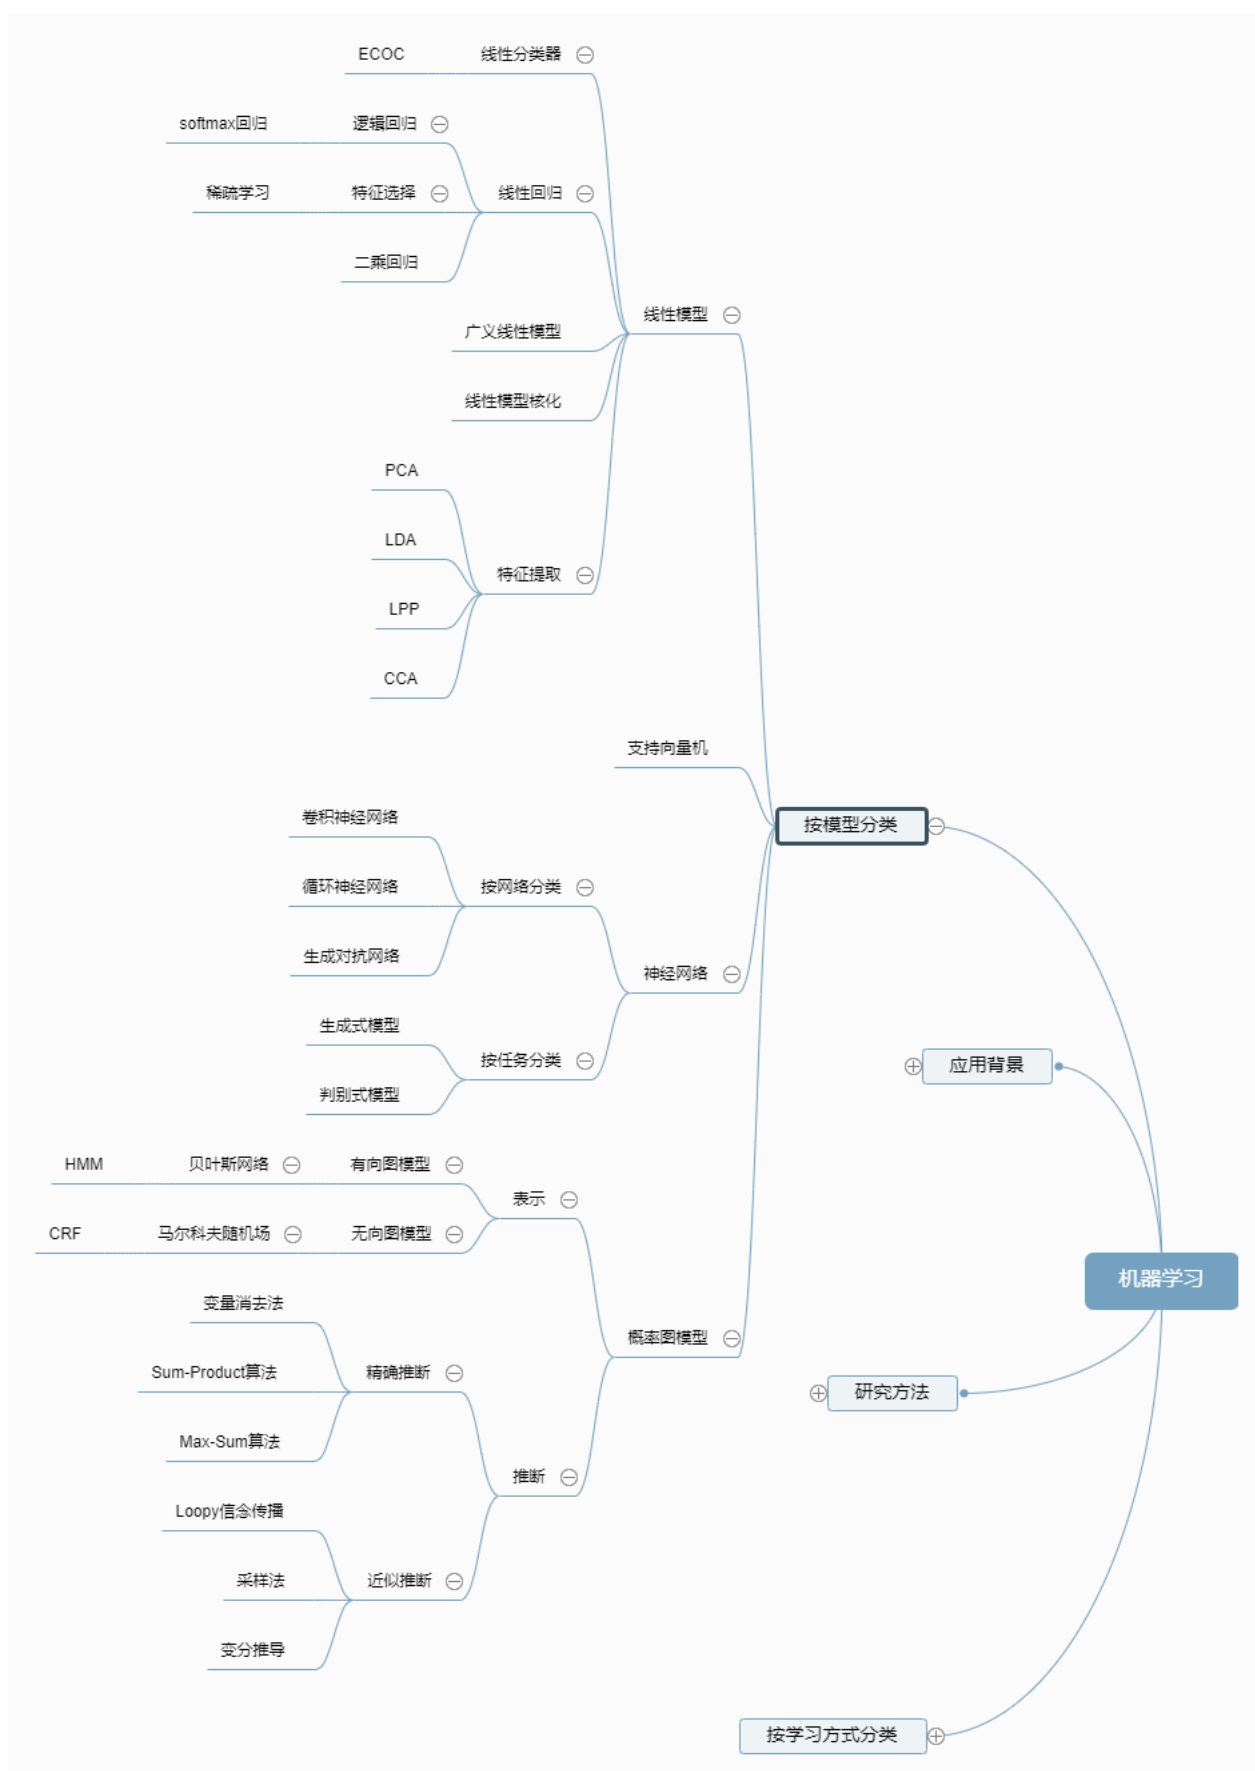 ECOC
线性分类器
softmax回归
逻辑回归
稀疏学习
特征选择
线性回归
二乘回归
线性模型
广义线性模型
线性模型核化
PCA
LDA
特征提取
LPP
CCA
支持向量机
卷积神经网络
按模型分类
循环神经网络
按网络分类
生成对抗网络
神经网络
生成式模型
按任务分类
应用背景
判别式模型
HMM
贝叶斯网络
有向图模型
表示
CRF
马尔科夫随机场
无向图模型
机器学习
变量消去法
概率图模型
Sum-Product算法
精确推断
研究方法
Max-Sum算法
推断
Loopy信念传播
采样法
近似推断
变分推导
按学习方式分类